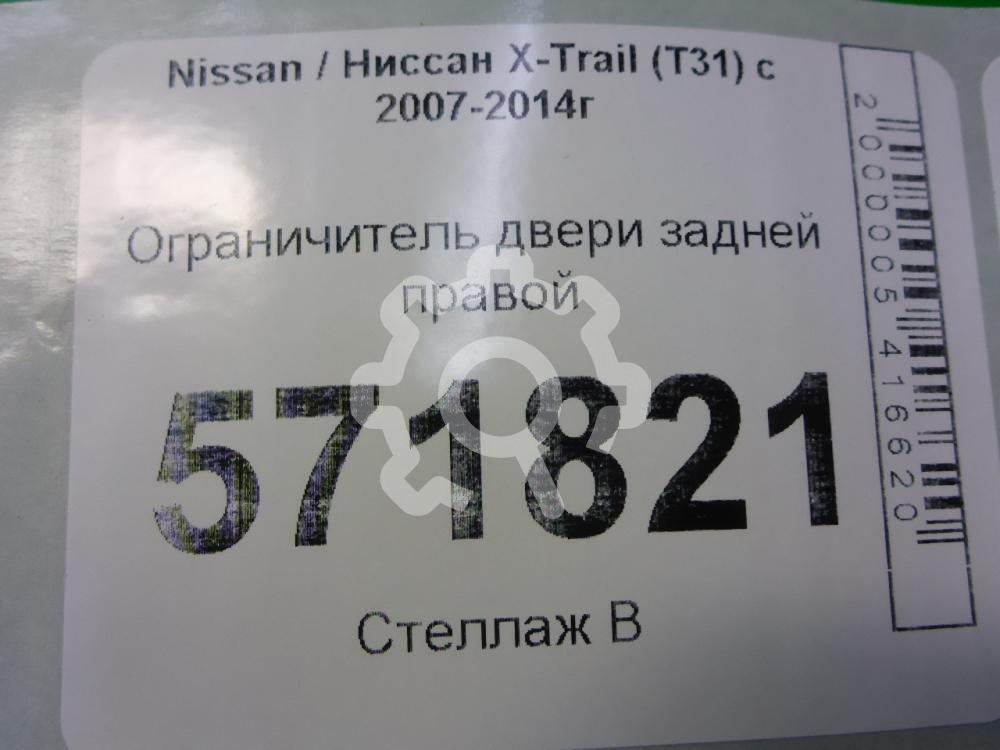 Nissan / Ниссан X-Trail (T31) с
2007-2014г
Ограничитель двери задней
правой
571821
Стеллаж В
2000005416620